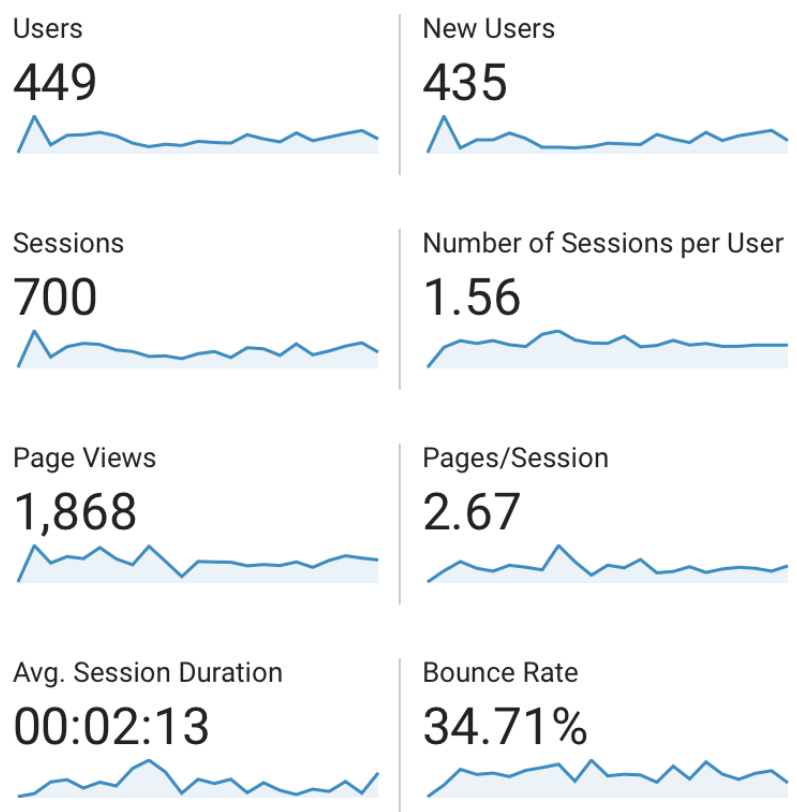 Users
449
New Users
435
Sessions
700
Number of Sessions per User
1.56
Page Views
1,868
Pages/Session
2.67
Avg. Session Duration
00:02:13
Bounce Rate
34.71%